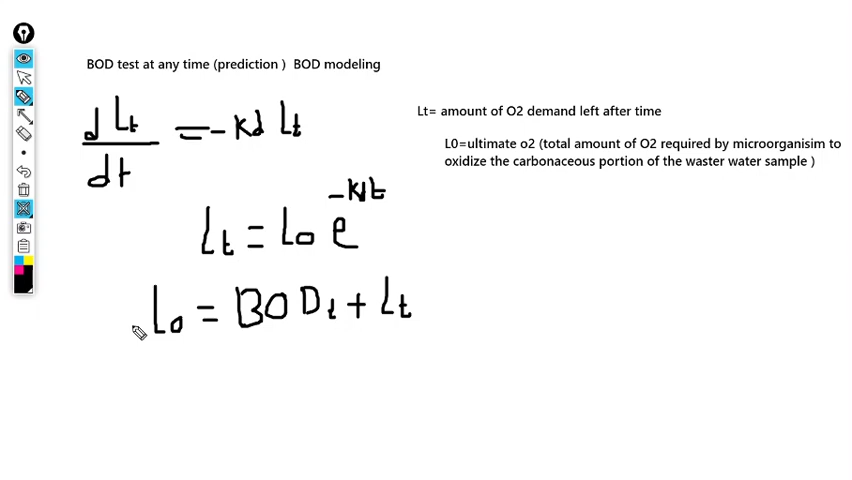 BOD test at any time (prediction ) BOD modeling
dLt/dt = -Kd Lt
Lt= amount of O2 demand left after time
L0=ultimate o2 (total amount of O2 required by microorganisim to
oxidize the carbonaceous portion of the waster water sample )
Lt = Lo e^-Kdt
Lo = BODt + Lt